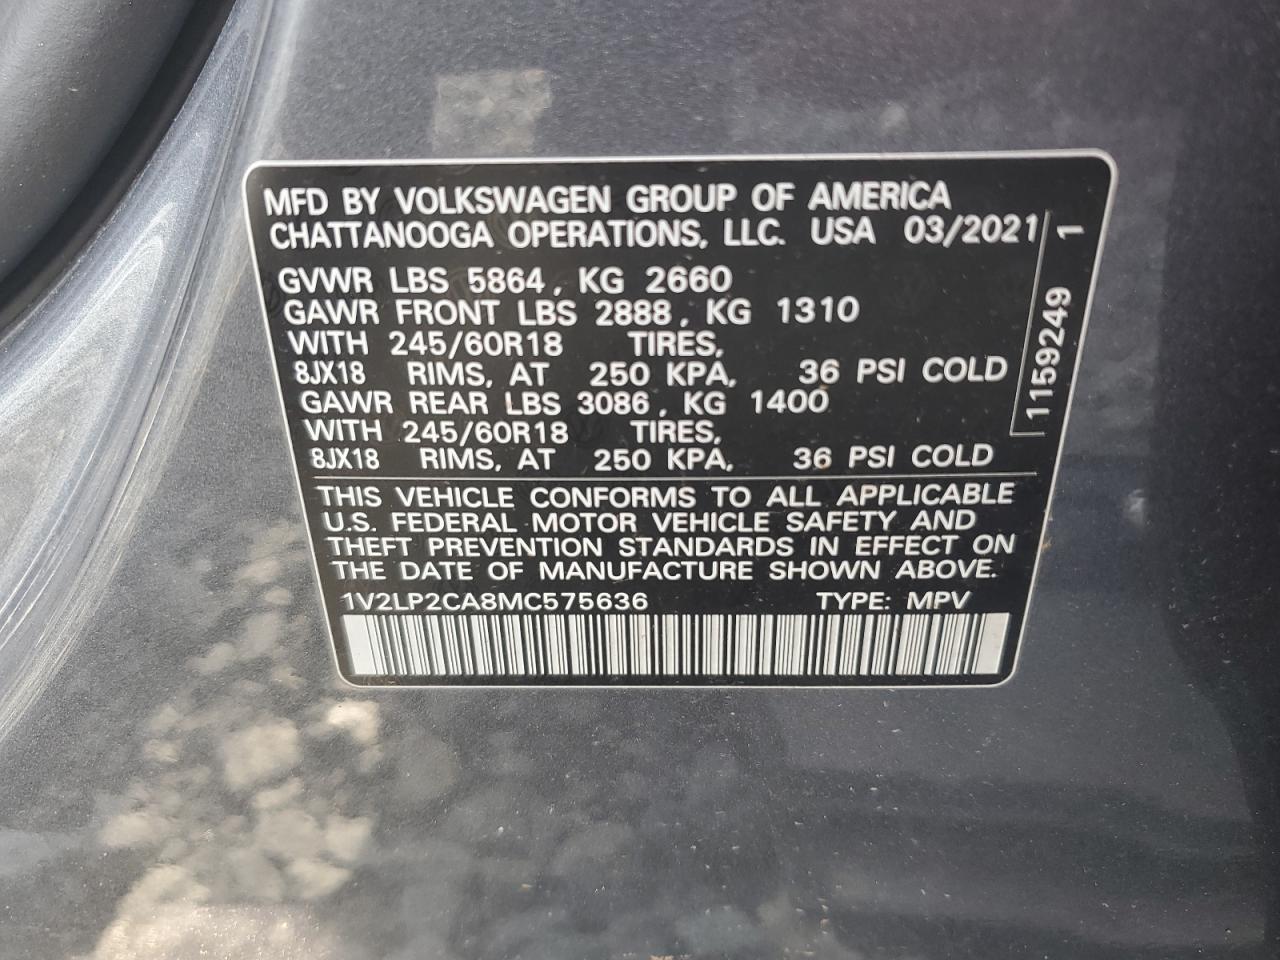 MFD BY VOLKSWAGEN GROUP OF AMERICA
CHATTANOOGA OPERATIONS, LLC. USA 03/2021
GVWR LBS 5864, KG 2660
GAWR FRONT LBS 2888, KG 1310
WITH 245/60R18 TIRES,
8JX18 RIMS, AT 250 KPA, 36 PSI COLD
GAWR REAR LBS 3086, KG 1400
WITH 245/60R18 TIRES,
8JX18 RIMS, AT 250 KPA, 36 PSI COLD
THIS VEHICLE CONFORMS TO ALL APPLICABLE
U.S. FEDERAL MOTOR VEHICLE SAFETY AND
THEFT PREVENTION STANDARDS IN EFFECT ON
THE DATE OF MANUFACTURE SHOWN ABOVE.
1V2LP2CA8MC575636 TYPE: MPV
1159249 1